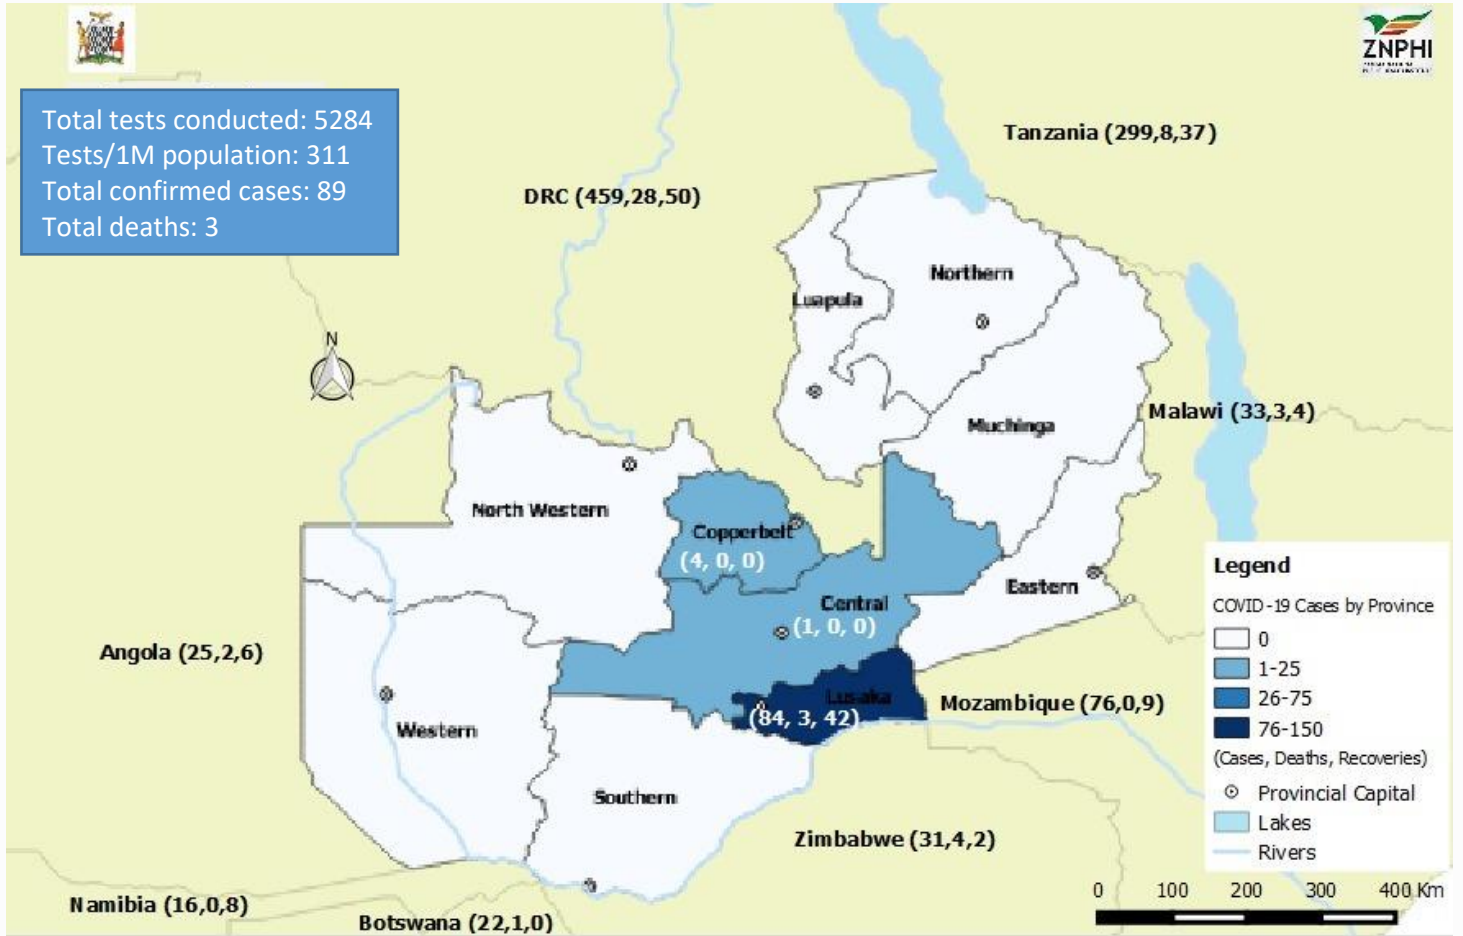 Total tests conducted: 5284
Tests/1M population: 311
Total confirmed cases: 89
Total deaths: 3
ZNPHI
Tanzania (299,8,37)
DRC (459,28,50)
Northern
Luapula
N
Malawi (33,3,4)
Muchinga
North Western
Copperbelt
(4, 0, 0)
Eastern
Central
(1, 0, 0)
Angola (25,2,6)
Lusaka
(84, 3, 42)
Mozambique (76,0,9)
Western
Southern
Zimbabwe (31,4,2)
Namibia (16,0,8)
Botswana (22,1,0)
Legend
COVID-19 Cases by Province
0
1-25
26-75
76-150
(Cases, Deaths, Recoveries)
Provincial Capital
Lakes
Rivers
0 100 200 300 400 Km